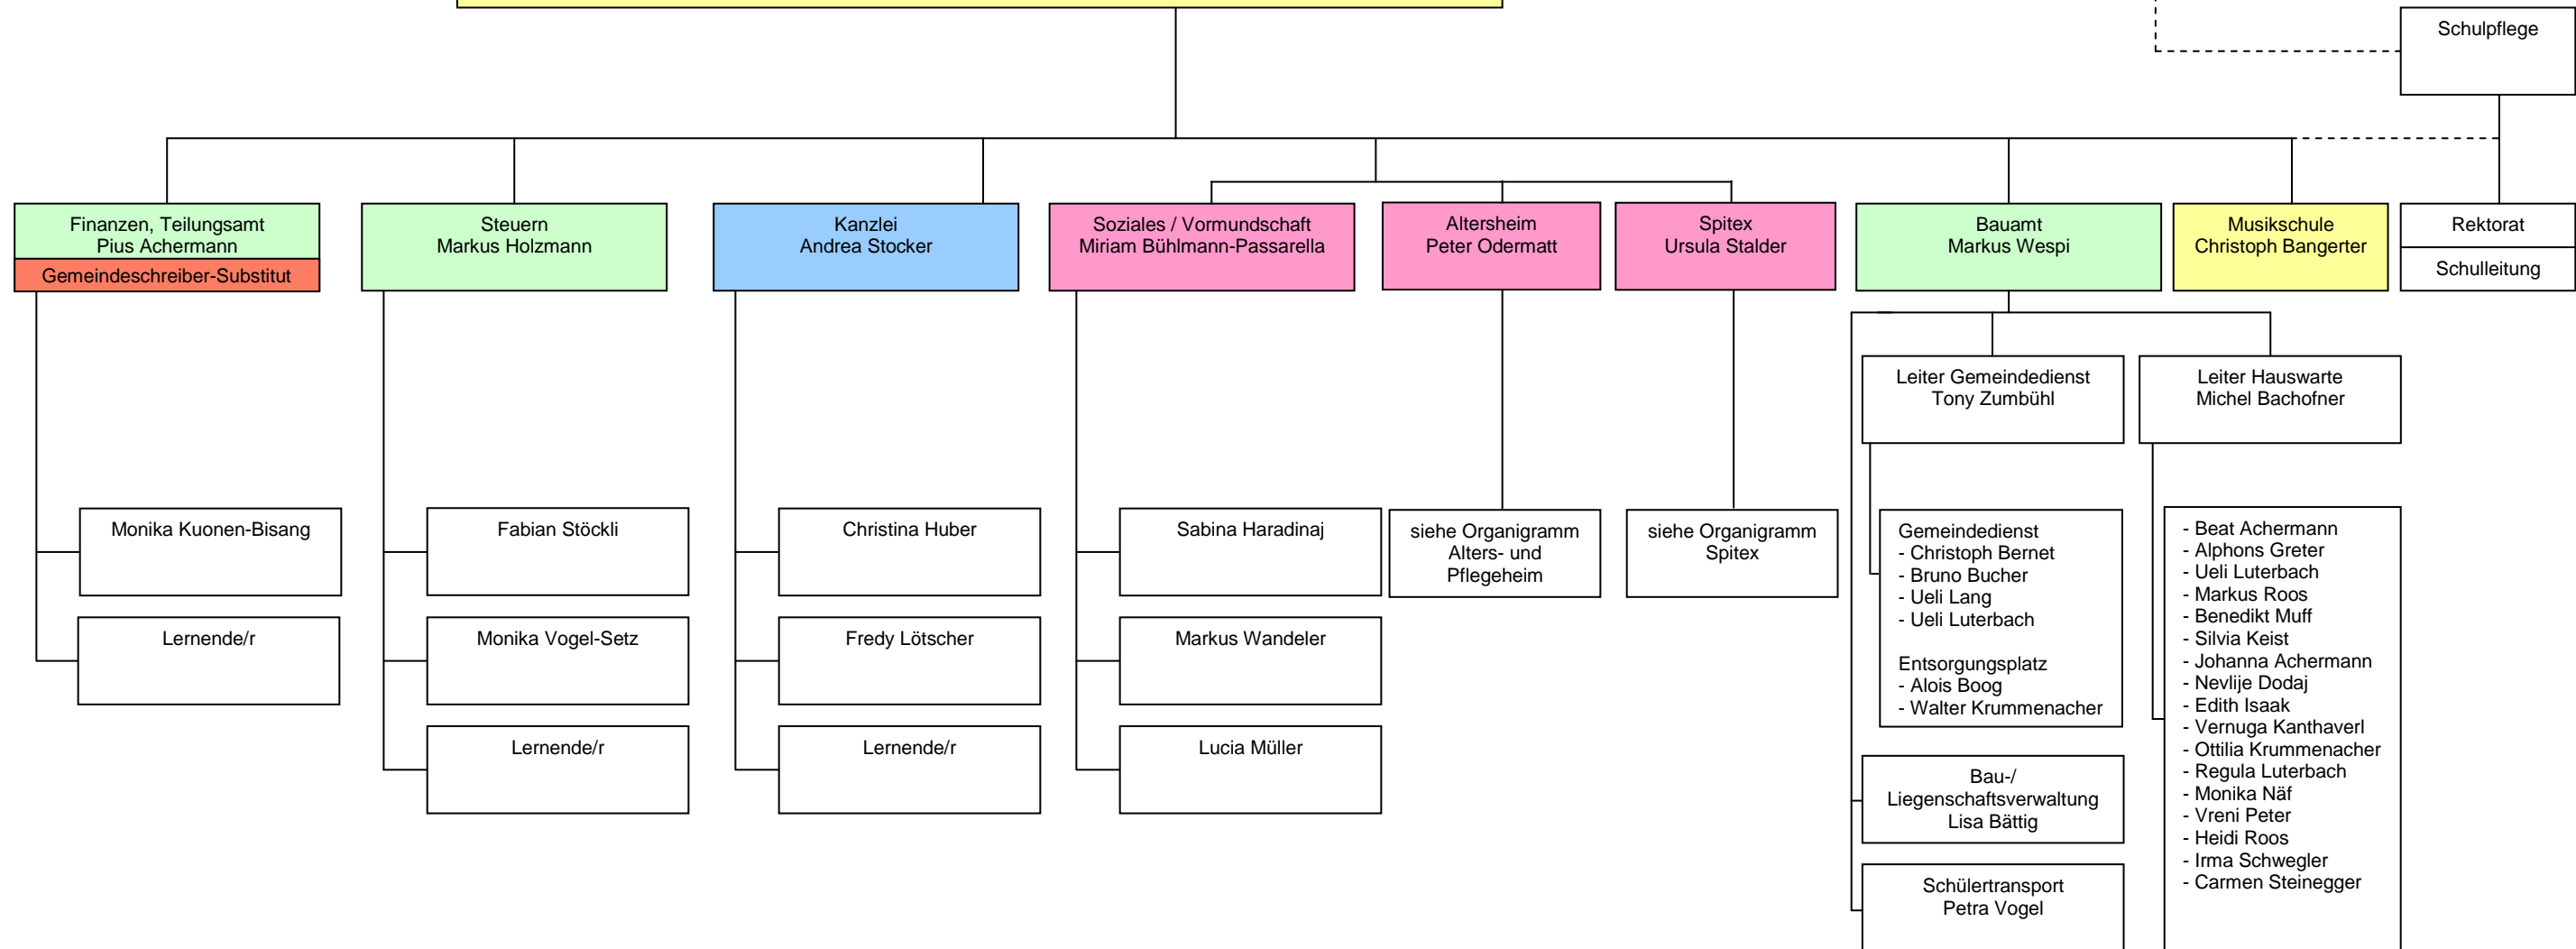 Schulpflege
Finanzen, Teilungsamt
Pius Achermann
Gemeindeschreiber-Substitut
Steuern
Markus Holzmann
Kanzlei
Andrea Stocker
Soziales / Vormundschaft
Miriam Bühlmann-Passarella
Altersheim
Peter Odermatt
Spitex
Ursula Stalder
Bauamt
Markus Wespi
Musikschule
Christoph Bangerter
Rektorat
Schulleitung
Leiter Gemeindedienst
Tony Zumbühl
Leiter Hauswarte
Michel Bachofner
Monika Kuonen-Bisang
Lernende/r
Fabian Stöckli
Monika Vogel-Setz
Lernende/r
Christina Huber
Fredy Lötscher
Lernende/r
Sabina Haradinaj
Markus Wandeler
Lucia Müller
siehe Organigramm
Alters- und
Pflegeheim
siehe Organigramm
Spitex
Gemeindedienst
- Christoph Bernet
- Bruno Bucher
- Ueli Lang
- Ueli Luterbach
Entsorgungsplatz
- Alois Boog
- Walter Krummenacher
Bau-/
Liegenschaftsverwaltung
Lisa Bättig
Schülertransport
Petra Vogel
- Beat Achermann
- Alphons Greter
- Ueli Luterbach
- Markus Roos
- Benedikt Muff
- Silvia Keist
- Johanna Achermann
- Nevlije Dodaj
- Edith Isaak
- Vernuga Kanthaverl
- Ottilia Krummenacher
- Regula Luterbach
- Monika Näf
- Vreni Peter
- Heidi Roos
- Irma Schwegler
- Carmen Steinegger